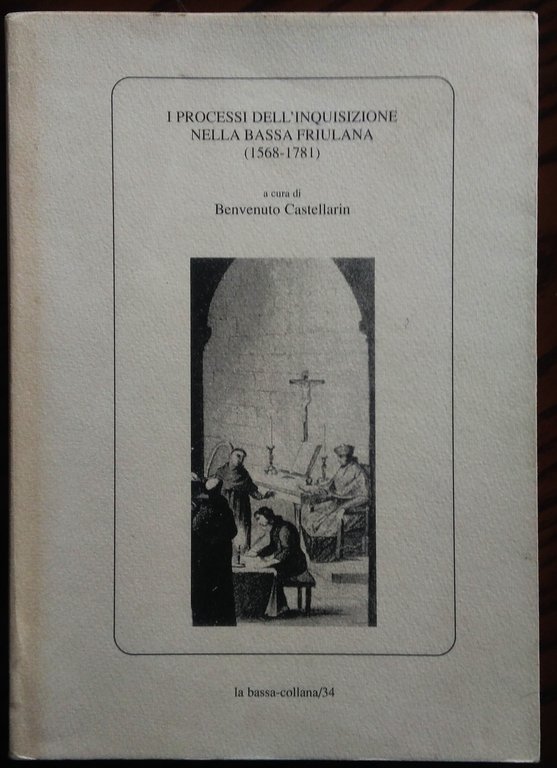 I PROCESSI DELL'INQUISIZIONE
NELLA BASSA FRIULANA
(1568-1781)
a cura di
Benvenuto Castellarin
la bassa-collana/34